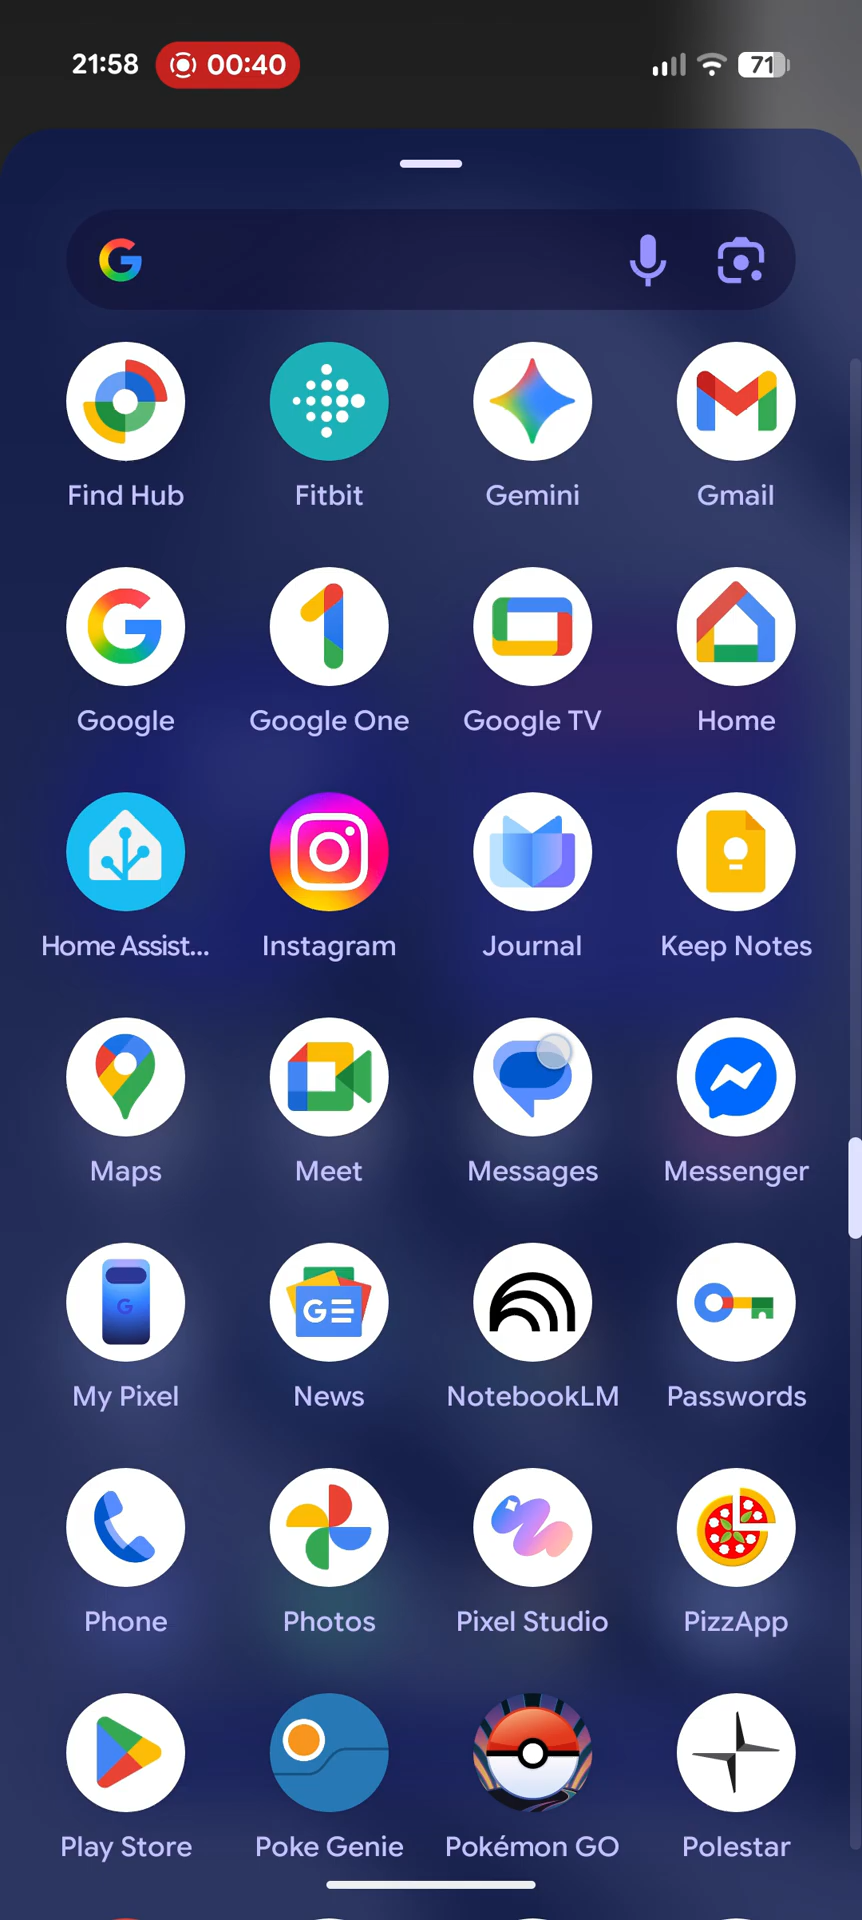 21:58 00:40 71
Find Hub Fitbit Gemini Gmail
Google Google One Google TV Home
Home Assist... Instagram Journal Keep Notes
Maps Meet Messages Messenger
My Pixel News NotebookLM Passwords
Phone Photos Pixel Studio PizzApp
Play Store Poke Genie Pokémon GO Polestar